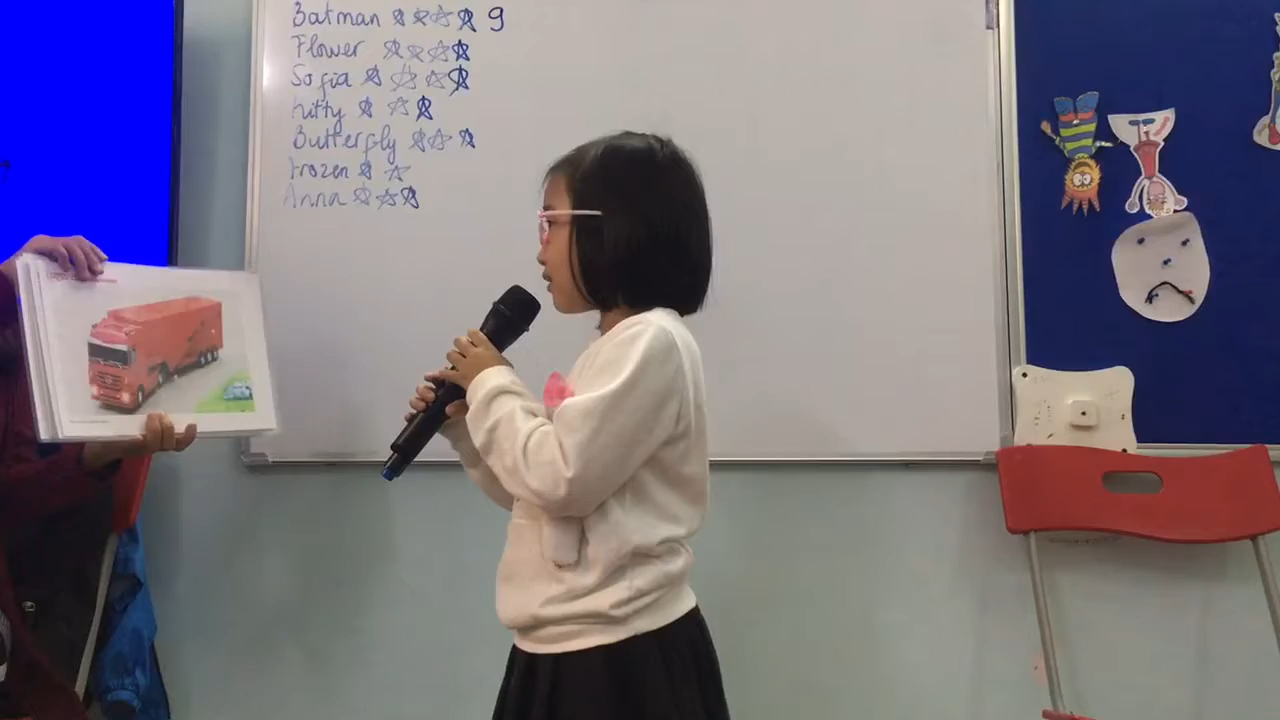 Batman ☆☆☆☆ 9
Flower ☆☆☆☆
Sofia ☆☆☆☆
kitty ☆☆☆
Butterfly ☆☆☆
Frozen ☆☆
Anna ☆☆☆